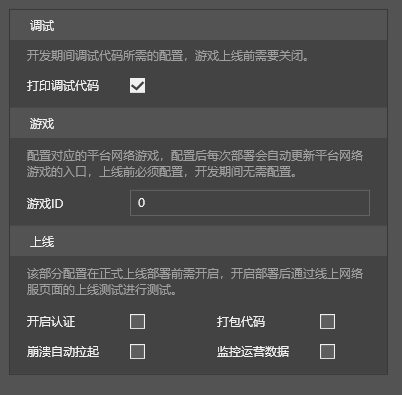 调试
开发期间调试代码所需的配置，游戏上线前需要关闭。
打印调试代码
游戏
配置对应的平台网络游戏，配置后每次部署会自动更新平台网络
游戏的入口，上线前必须配置，开发期间无需配置。
游戏ID 0
上线
该部分配置在正式上线部署前需开启，开启部署后通过线上网络
服页面的上线测试进行测试。
开启认证 打包代码
崩溃自动拉起 监控运营数据